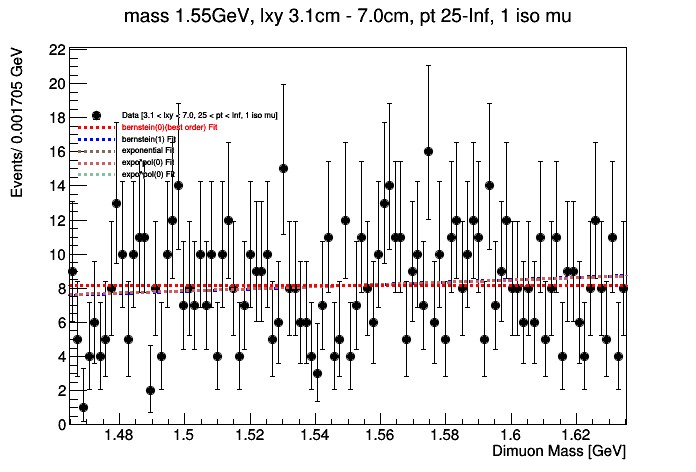 mass 1.55GeV, lxy 3.1cm - 7.0cm, pt 25-Inf, 1 iso mu
Events/ 0.001705 GeV
22
20
18
16
14
12
10
8
6
4
2
0
Data [3.1 < lxy < 7.0, 25 < pt < Inf, 1 iso mu]
bernstein(0)(best order) Fit
bernstein(1) Fit
exponential Fit
expo*pol(0) Fit
expo*pol(0) Fit
1.48 1.5 1.52 1.54 1.56 1.58 1.6 1.62
Dimuon Mass [GeV]